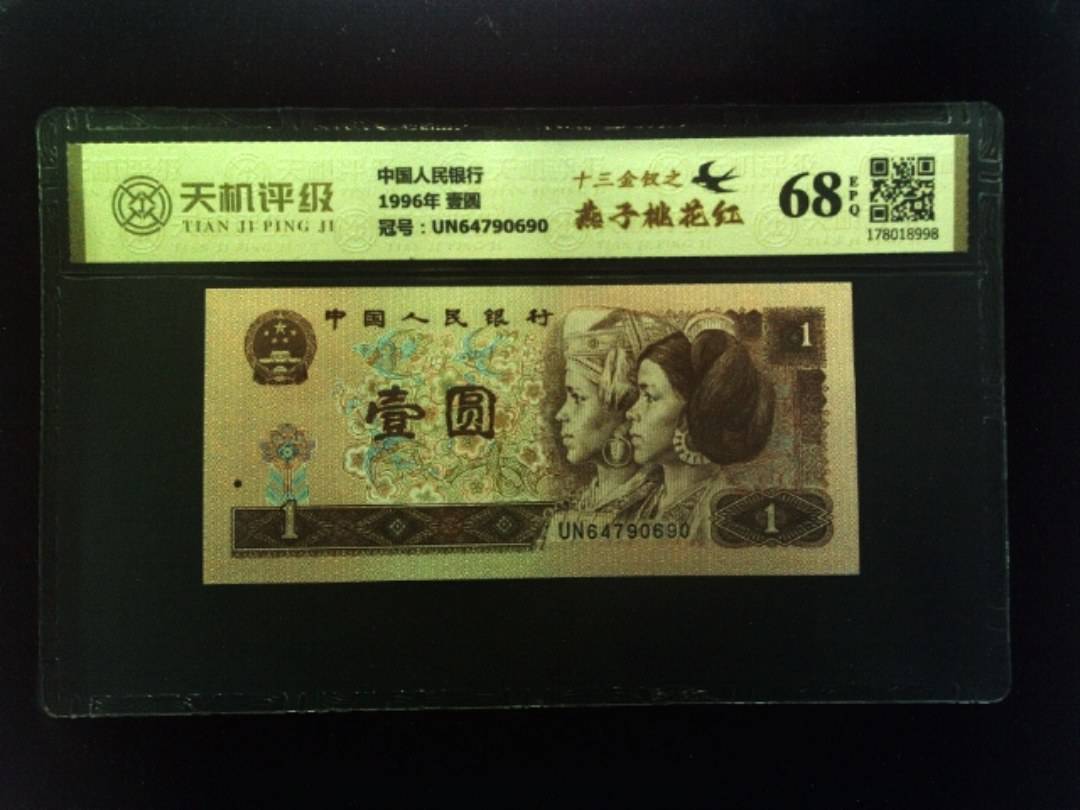 天机评级
TIAN JI PING JI
中国人民银行
1996年 壹圆
冠号：UN64790690
十三金钗之
燕子桃花红
68
EPQ
178018998
中国人民银行
1
壹圆
1
UN64790690
1